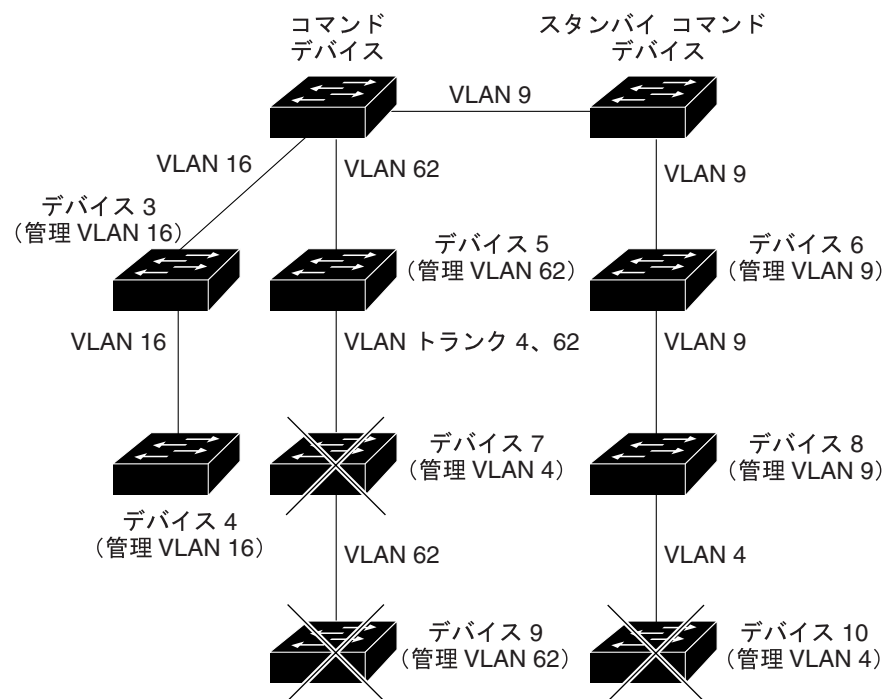 コマンド
デバイス
スタンバイ コマンド
デバイス
VLAN 9
VLAN 16
VLAN 62
VLAN 9
デバイス 3
（管理 VLAN 16）
デバイス 5
（管理 VLAN 62）
デバイス 6
（管理 VLAN 9）
VLAN 16
VLAN トランク 4、62
VLAN 9
デバイス 7
（管理 VLAN 4）
デバイス 8
（管理 VLAN 9）
デバイス 4
（管理 VLAN 16）
VLAN 62
VLAN 4
デバイス 9
（管理 VLAN 62）
デバイス 10
（管理 VLAN 4）